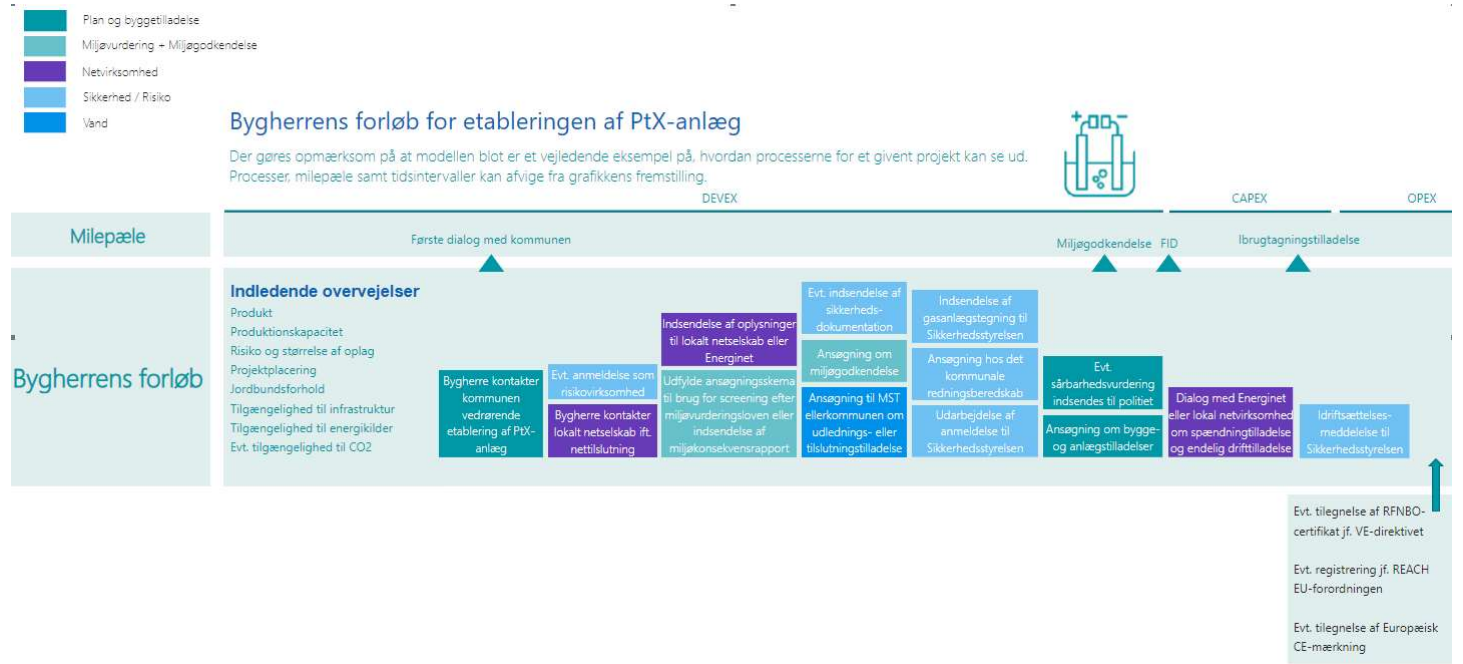 Plan og byggetilladelse
Miljøvurdering + Miljøgodkendelse
Netvirksomhed
Sikkerhed / Risiko
Vand
Bygherrens forløb for etableringen af PtX-anlæg
Der gøres opmærksom på at modellen blot er et vejledende eksempel på, hvordan processerne for et givent projekt kan se ud.
Processer, milepæle samt tidsintervaller kan afvige fra grafikkens fremstilling.
DEVEX
CAPEX
OPEX
Milepæle
Første dialog med kommunen
Miljøgodkendelse
FID
Ibrugtagningstilladelse
Bygherrens forløb
Indledende overvejelser
Produkt
Produktionskapacitet
Risiko og størrelse af oplag
Projektplacering
Jordbundsforhold
Tilgængelighed til infrastruktur
Tilgængelighed til energikilder
Evt. tilgængelighed til CO2
Bygherre kontakter
kommunen
vedrørende
etablering af PtX-
anlæg
Evt. anmeldelse som
risikovirksomhed
Bygherre kontakter
lokalt netselskab ift.
nettilslutning
Indsendelse af oplysninger
til lokalt netselskab eller
Energinet
Udfylde ansøgningsskema
til brug for screening efter
miljøvurderingsloven eller
indsendelse af
miljøkonsekvensrapport
Evt. indsendelse af
sikkerheds-
dokumentation
Ansøgning om
miljøgodkendelse
Ansøgning til MST
ellerkommunen om
udlednings- eller
tilslutningstilladelse
Indsendelse af
gasanlægstegning til
Sikkerhedsstyrelsen
Ansøgning hos det
kommunale
redningsberedskab
Udarbejdelse af
anmeldelse til
Sikkerhedsstyrelsen
Evt.
sårbarhedsvurdering
indsendes til politiet
Ansøgning om bygge-
og anlægstilladelser
Dialog med Energinet
eller lokal netvirksomhed
om spændningtilladelse
og endelig drifttilladelse
Idriftsættelses-
meddelelse til
Sikkerhedsstyrelsen
Evt. tilegnelse af RFNBO-
certifikat jf. VE-direktivet
Evt. registrering jf. REACH
EU-forordningen
Evt. tilegnelse af Europæisk
CE-mærkning